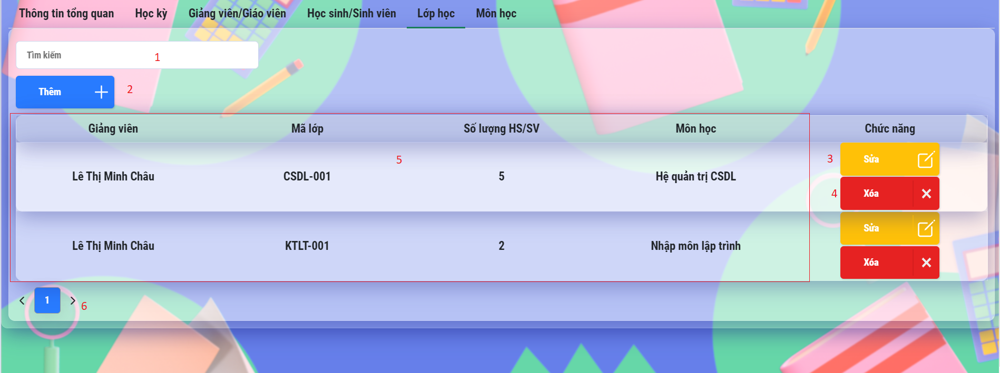 Thông tin tổng quan Học kỳ Giảng viên/Giáo viên Học sinh/Sinh viên Lớp học Môn học
Tìm kiếm 1
Thêm 2
Giảng viên Mã lớp Số lượng HS/SV Môn học Chức năng
5
3 Sửa
Lê Thị Minh Châu CSDL-001 5 Hệ quản trị CSDL
4 Xóa
Sửa
Lê Thị Minh Châu KTLT-001 2 Nhập môn lập trình
Xóa
1 6